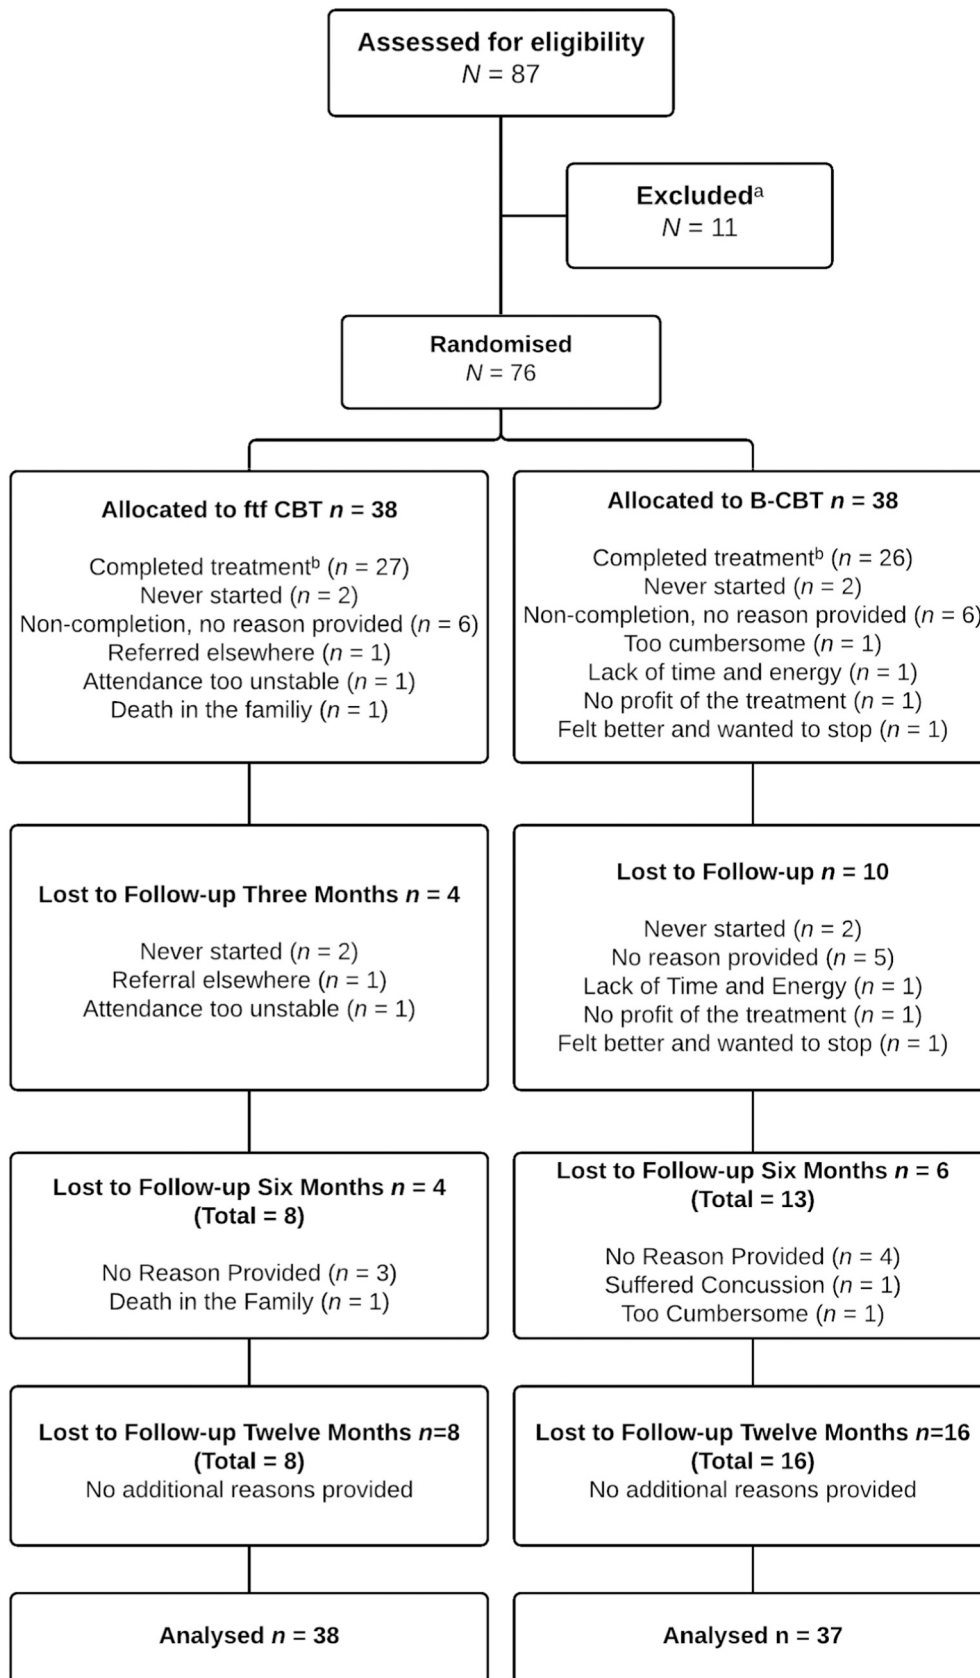 Assessed for eligibility
N = 87
Excludedᵃ
N = 11
Randomised
N = 76
Allocated to ftf CBT n = 38
Completed treatmentᵇ (n = 27)
Never started (n = 2)
Non-completion, no reason provided (n = 6)
Referred elsewhere (n = 1)
Attendance too unstable (n = 1)
Death in the familiy (n = 1)
Allocated to B-CBT n = 38
Completed treatmentᵇ (n = 26)
Never started (n = 2)
Non-completion, no reason provided (n = 6)
Too cumbersome (n = 1)
Lack of time and energy (n = 1)
No profit of the treatment (n = 1)
Felt better and wanted to stop (n = 1)
Lost to Follow-up Three Months n = 4
Never started (n = 2)
Referral elsewhere (n = 1)
Attendance too unstable (n = 1)
Lost to Follow-up n = 10
Never started (n = 2)
No reason provided (n = 5)
Lack of Time and Energy (n = 1)
No profit of the treatment (n = 1)
Felt better and wanted to stop (n = 1)
Lost to Follow-up Six Months n = 4
(Total = 8)
No Reason Provided (n = 3)
Death in the Family (n = 1)
Lost to Follow-up Six Months n = 6
(Total = 13)
No Reason Provided (n = 4)
Suffered Concussion (n = 1)
Too Cumbersome (n = 1)
Lost to Follow-up Twelve Months n=8
(Total = 8)
No additional reasons provided
Lost to Follow-up Twelve Months n=16
(Total = 16)
No additional reasons provided
Analysed n = 38
Analysed n = 37